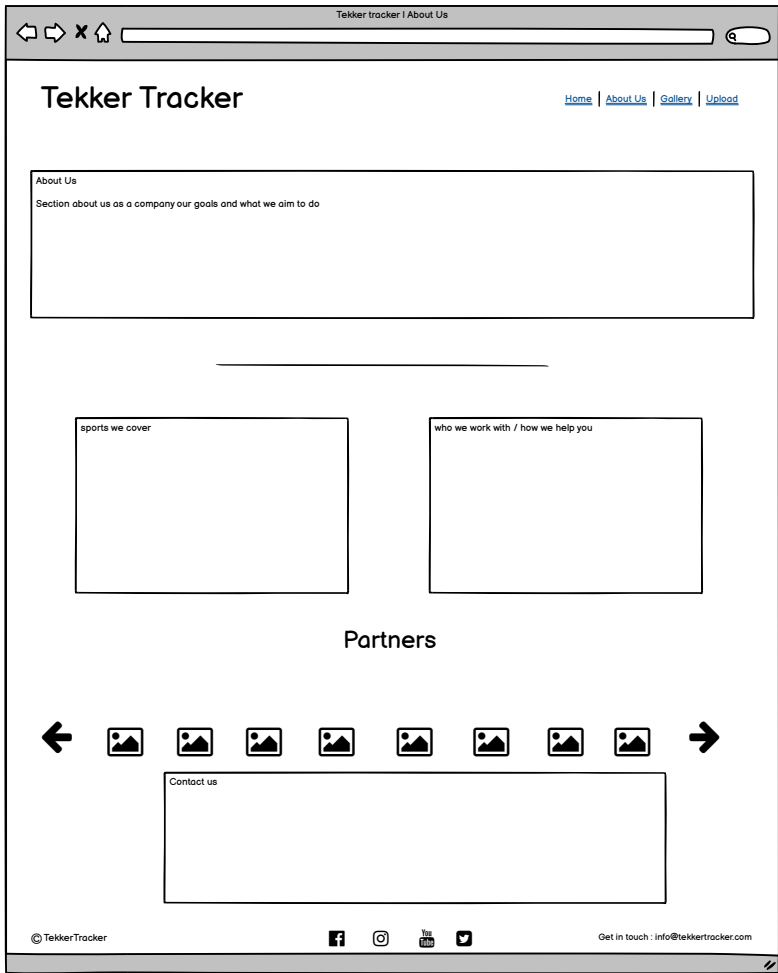 Tekker tracker | About Us
Tekker Tracker
Home | About Us | Gallery | Upload
About Us
Section about us as a company our goals and what we aim to do
sports we cover
who we work with / how we help you
Partners
Contact us
© TekkerTracker
You
Tube
Get in touch : info@tekkertracker.com